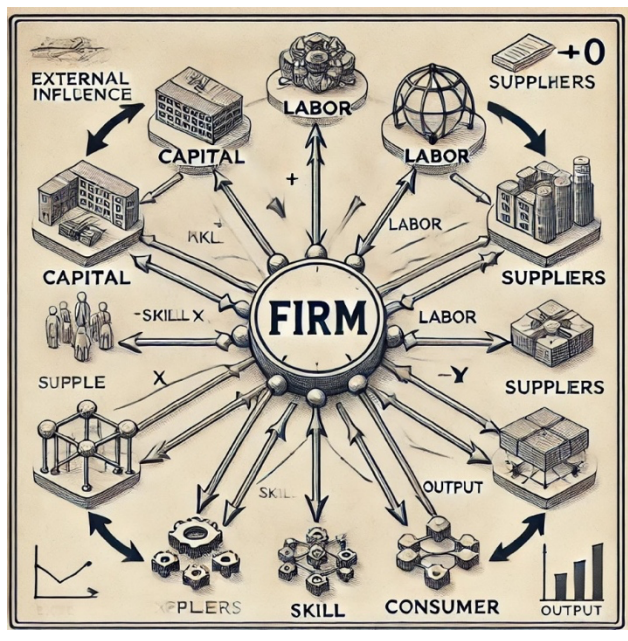 EXTERNAL
INFLUENCE
+0
SUPPLHERS
LABOR
CAPITAL
LABOR
+
LABOR
CAPITAL
SUPPLIERS
-SKILL X
FIRM
LABOR
SUPPLE
X
-Y
SUPPLIERS
SKIL
OUTPUT
SKILL
CONSUMER
OUTPUT